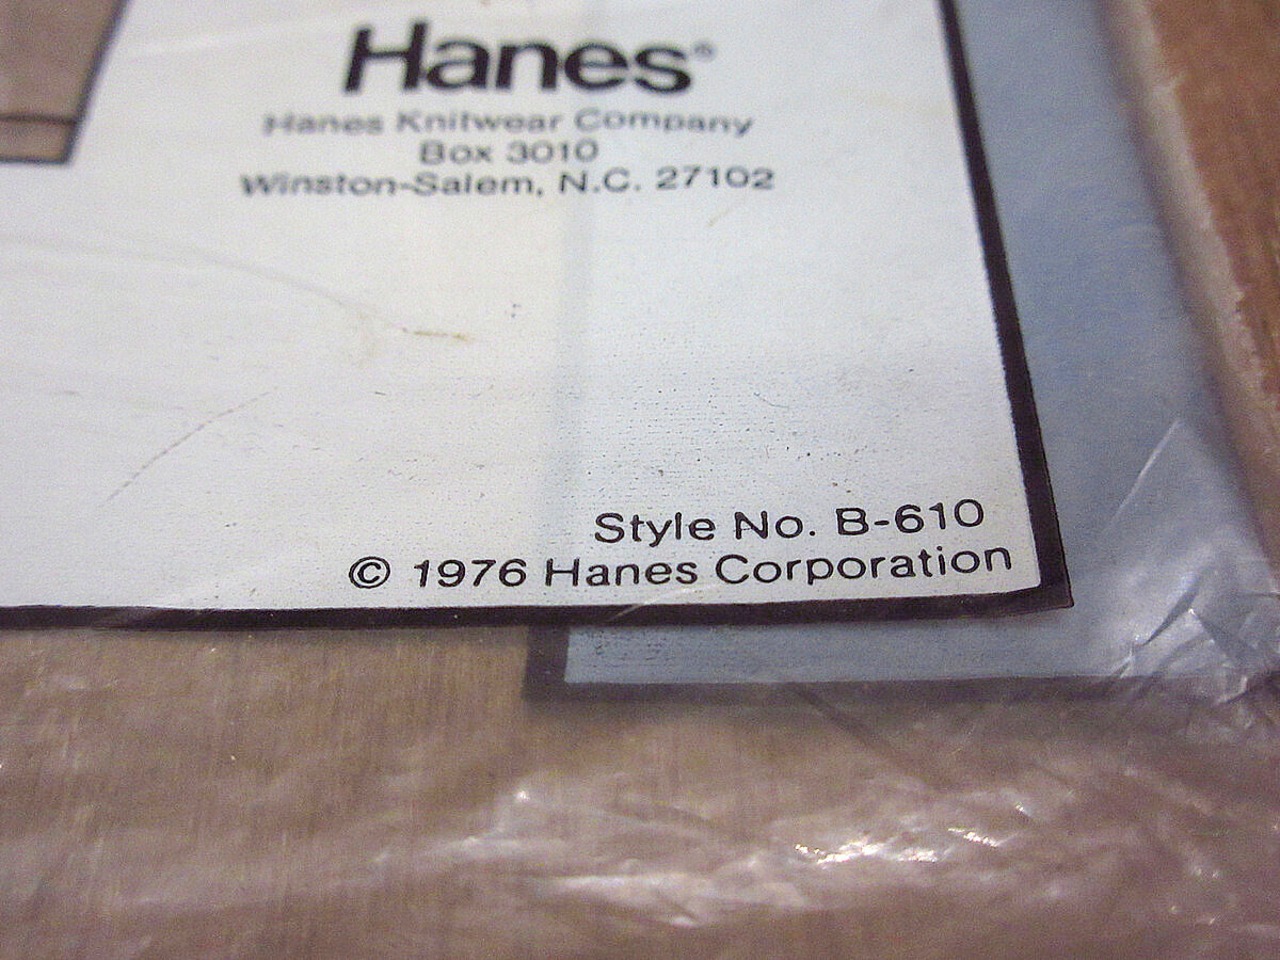 Hanes®
Hanes Knitwear Company
Box 3010
Winston-Salem, N.C. 27102
Style No. B-610
© 1976 Hanes Corporation